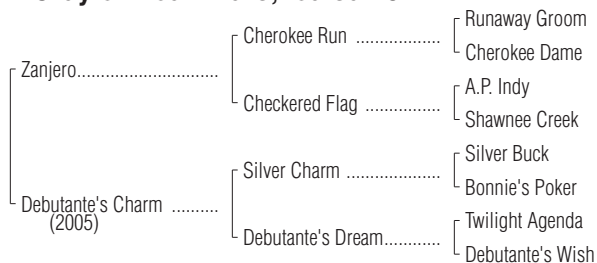 Runaway Groom
Cherokee Run ..................
Cherokee Dame
Zanjero.............................
A.P. Indy
Checkered Flag ................
Shawnee Creek
Silver Buck
Silver Charm ....................
Bonnie's Poker
Debutante's Charm ..........
(2005)
Twilight Agenda
Debutante's Dream............
Debutante's Wish